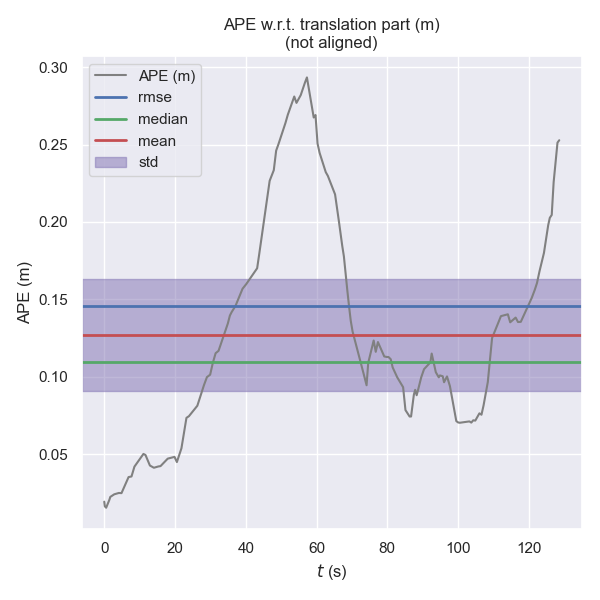 APE w.r.t. translation part (m)
(not aligned)
APE (m)
rmse
median
mean
std
0.30
0.25
0.20
0.15
0.10
0.05
APE (m)
0 20 40 60 80 100 120
t (s)